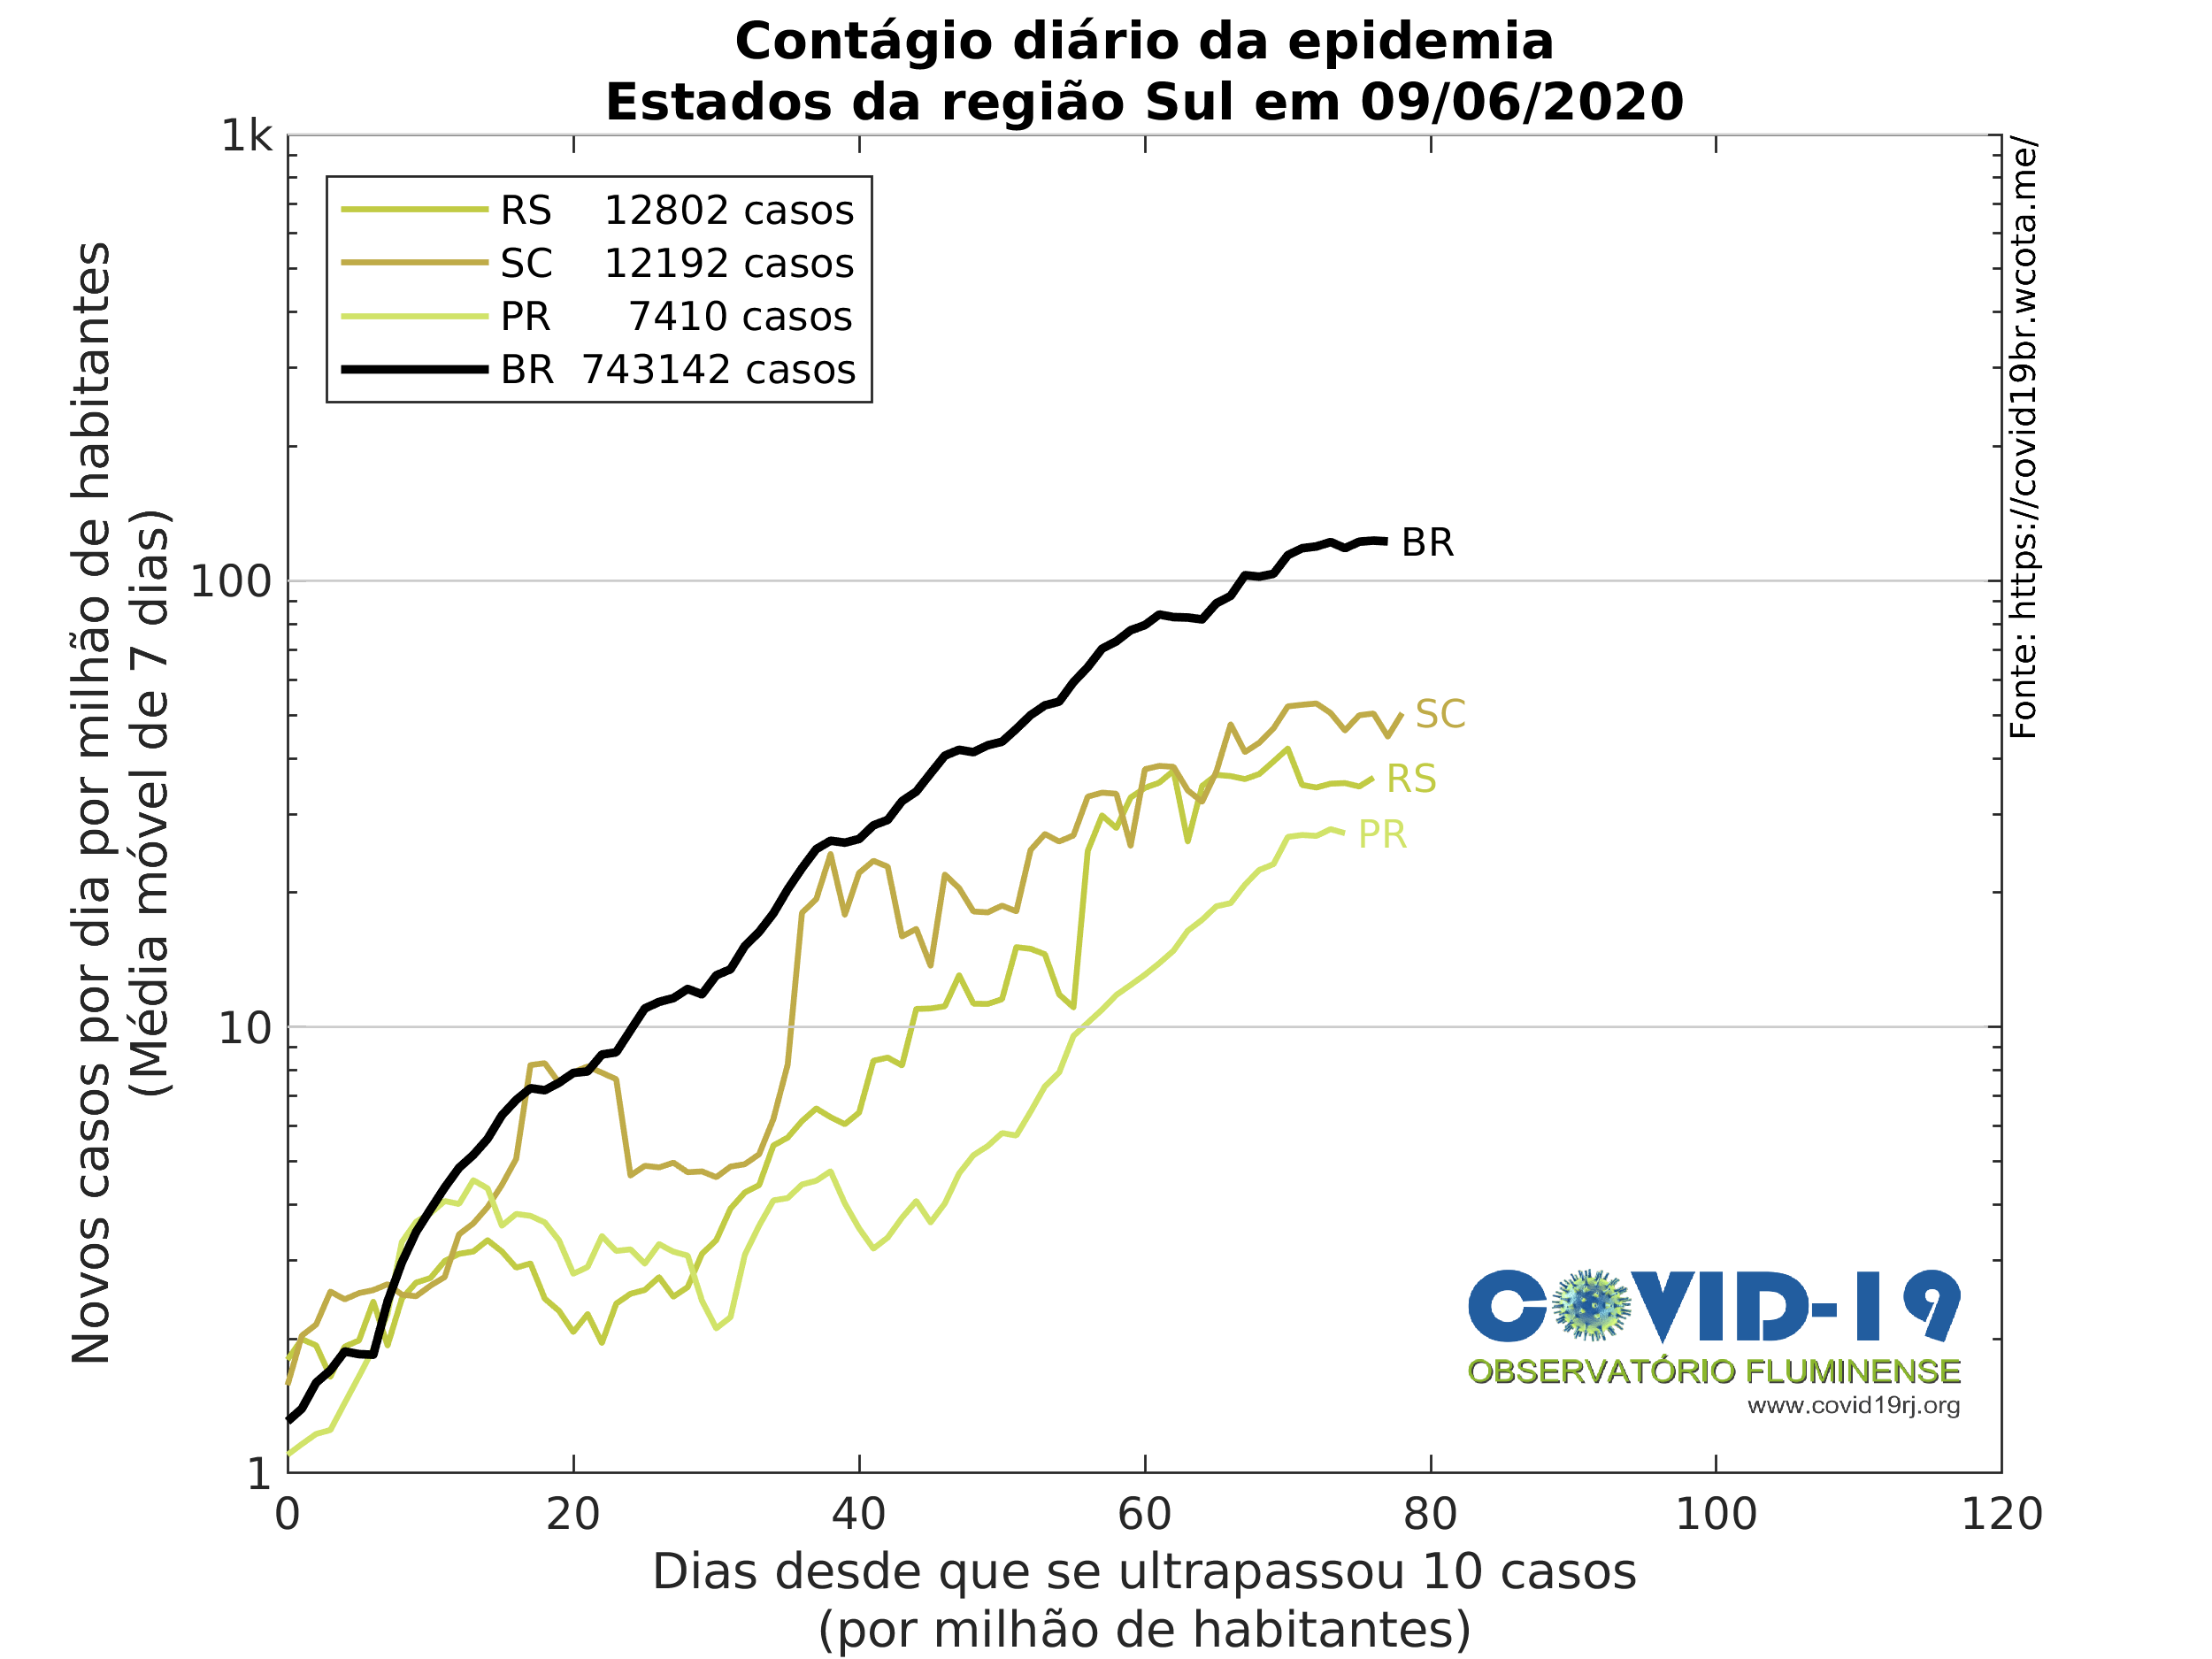 Contágio diário da epidemia
Estados da região Sul em 09/06/2020
Novos casos por dia por milhão de habitantes
(Média móvel de 7 dias)
1k
100
10
1
RS 12802 casos
SC 12192 casos
PR 7410 casos
BR 743142 casos
BR
SC
RS
PR
Fonte: https://covid19br.wcota.me/
COVID-19
OBSERVATÓRIO FLUMINENSE
www.covid19rj.org
0 20 40 60 80 100 120
Dias desde que se ultrapassou 10 casos
(por milhão de habitantes)